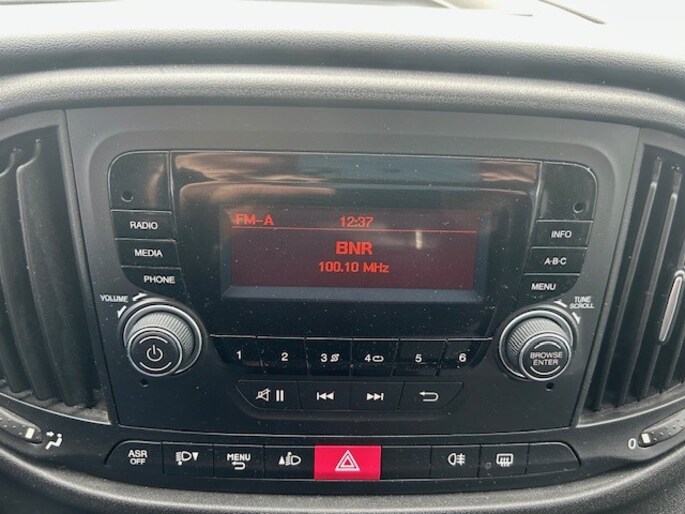 FM-A 12:37
BNR
100.10 MHz
RADIO
MEDIA
PHONE
INFO
A-B-C
MENU
VOLUME
TUNE
SCROLL
BROWSE
ENTER
1 2 3 4 5 6
ASR
OFF
MENU
0